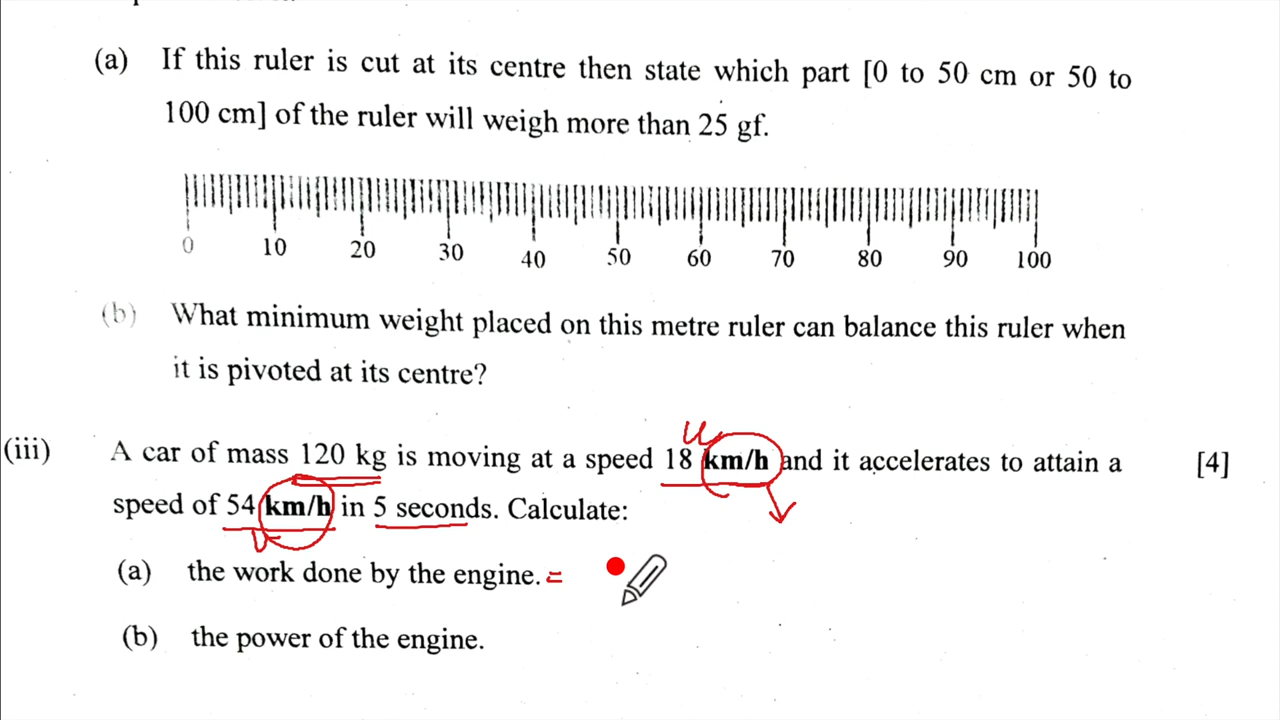 (a) If this ruler is cut at its centre then state which part [0 to 50 cm or 50 to
100 cm] of the ruler will weigh more than 25 gf.
0 10 20 30 40 50 60 70 80 90 100
(b) What minimum weight placed on this metre ruler can balance this ruler when
it is pivoted at its centre?
u
(iii) A car of mass 120 kg is moving at a speed 18 km/h and it accelerates to attain a [4]
speed of 54 km/h in 5 seconds. Calculate:
v
(a) the work done by the engine. =
(b) the power of the engine.